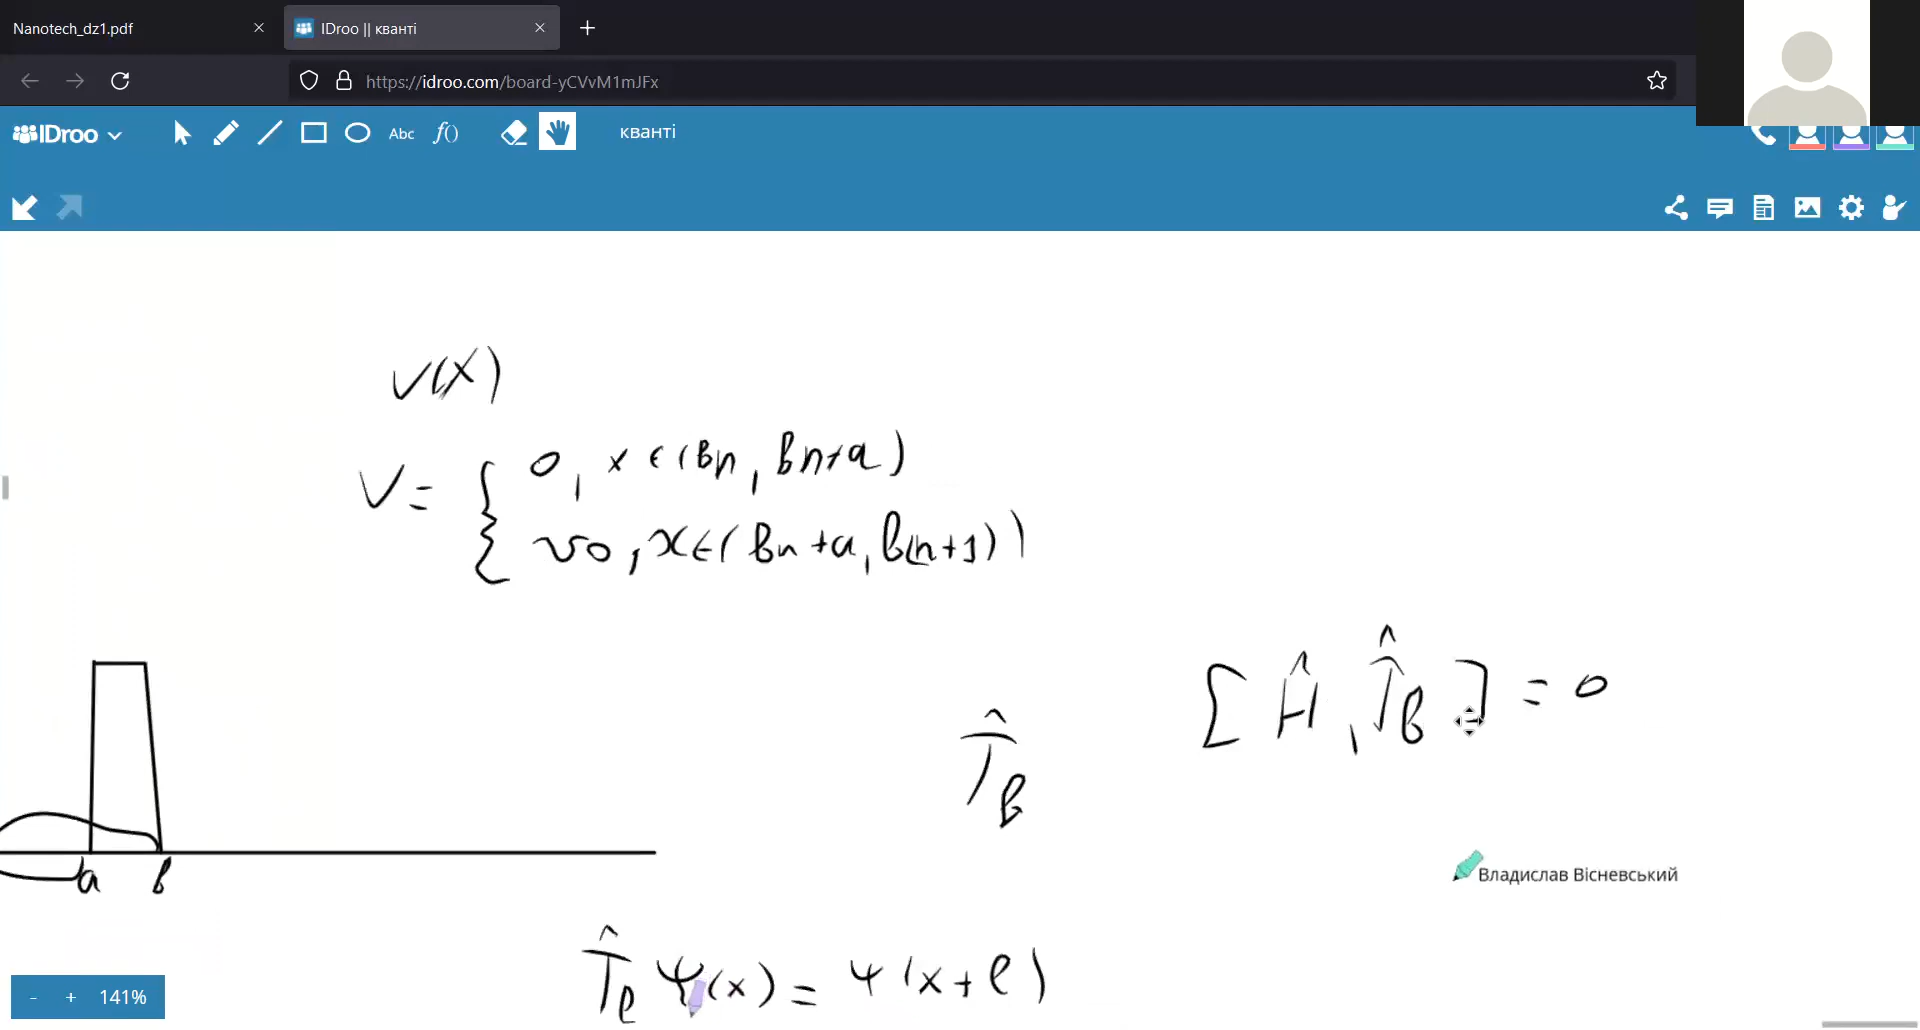 Nanotech_dz1.pdf
IDroo || кванті
https://idroo.com/board-yCVvM1mJFx
IDroo
Abc
f()
кванті
V(x)
V = { 0, x ∈ (bn, bn+a)
v0, x ∈ (bn+a, b(n+1))
[Ĥ, T̂b] = 0
T̂b
a b
Владислав Вісневський
T̂ℓ Ψ(x) = Ψ(x+ℓ)
- + 141%